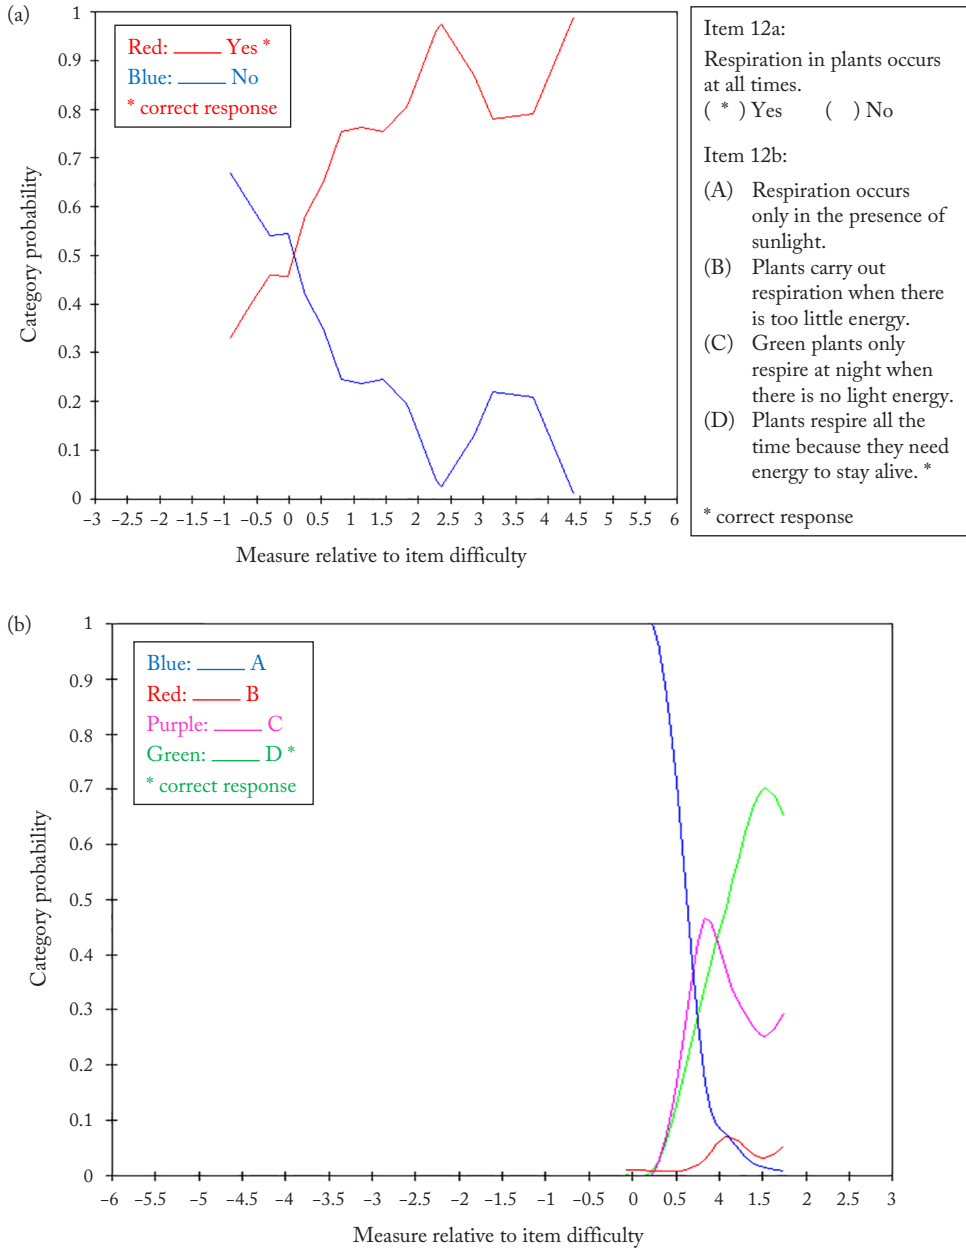 (a)
Red: _____ Yes *
Blue: _____ No
* correct response
Category probability
1
0.9
0.8
0.7
0.6
0.5
0.4
0.3
0.2
0.1
0
−3 −2.5 −2 −1.5 −1 −0.5 0 0.5 1 1.5 2 2.5 3 3.5 4 4.5 5 5.5 6
Measure relative to item difficulty
Item 12a:
Respiration in plants occurs
at all times.
( * ) Yes ( ) No
Item 12b:
(A) Respiration occurs
only in the presence of
sunlight.
(B) Plants carry out
respiration when there
is too little energy.
(C) Green plants only
respire at night when
there is no light energy.
(D) Plants respire all the
time because they need
energy to stay alive. *
* correct response
(b)
Blue: _____ A
Red: _____ B
Purple: _____ C
Green: _____ D *
* correct response
Category probability
1
0.9
0.8
0.7
0.6
0.5
0.4
0.3
0.2
0.1
0
−6 −5.5 −5 −4.5 −4 −3.5 −3 −2.5 −2 −1.5 −1 −0.5 0 0.5 4 1.5 2 2.5 3
Measure relative to item difficulty